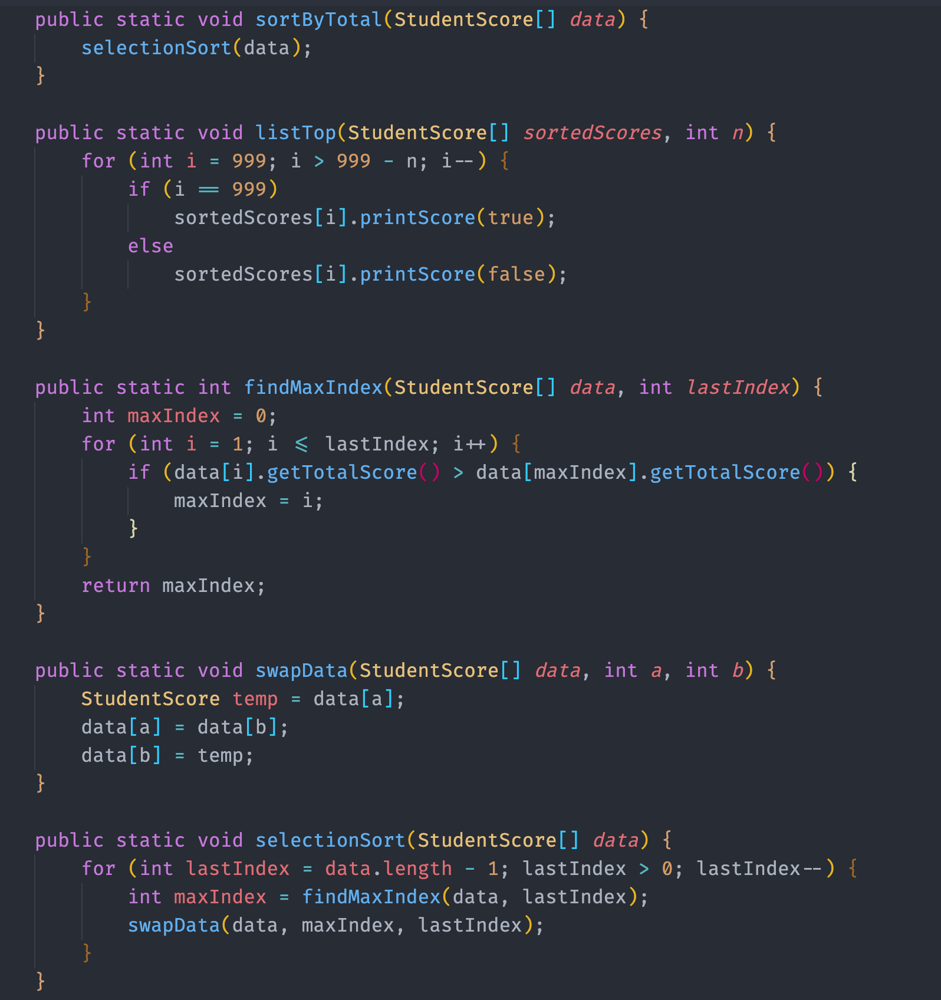 public static void sortByTotal(StudentScore[] data) {
    selectionSort(data);
}

public static void listTop(StudentScore[] sortedScores, int n) {
    for (int i = 999; i > 999 - n; i--) {
        if (i == 999)
            sortedScores[i].printScore(true);
        else
            sortedScores[i].printScore(false);
    }
}

public static int findMaxIndex(StudentScore[] data, int lastIndex) {
    int maxIndex = 0;
    for (int i = 1; i <= lastIndex; i++) {
        if (data[i].getTotalScore() > data[maxIndex].getTotalScore()) {
            maxIndex = i;
        }
    }
    return maxIndex;
}

public static void swapData(StudentScore[] data, int a, int b) {
    StudentScore temp = data[a];
    data[a] = data[b];
    data[b] = temp;
}

public static void selectionSort(StudentScore[] data) {
    for (int lastIndex = data.length - 1; lastIndex > 0; lastIndex--) {
        int maxIndex = findMaxIndex(data, lastIndex);
        swapData(data, maxIndex, lastIndex);
    }
}